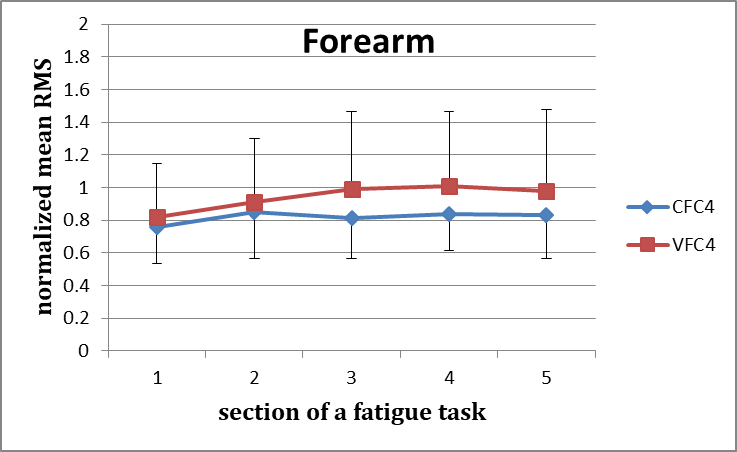 Forearm
normalized mean RMS
2
1.8
1.6
1.4
1.2
1
0.8
0.6
0.4
0.2
0
1 2 3 4 5
section of a fatigue task
CFC4
VFC4